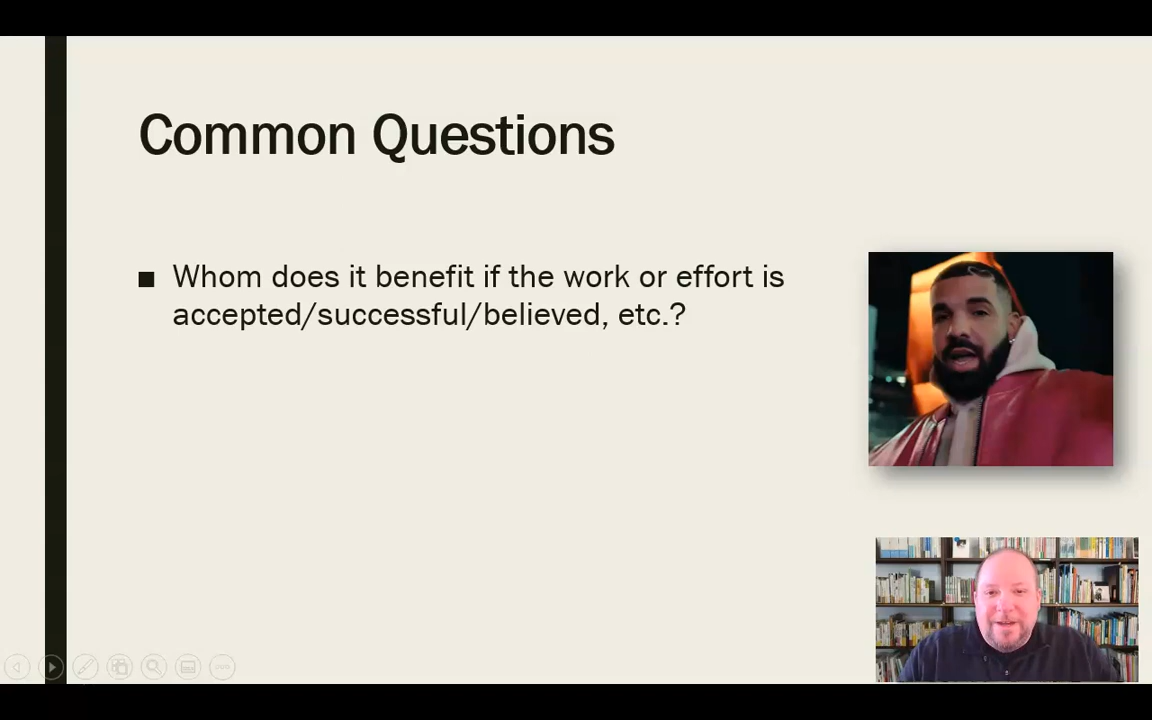 Common Questions
Whom does it benefit if the work or effort is
accepted/successful/believed, etc.?